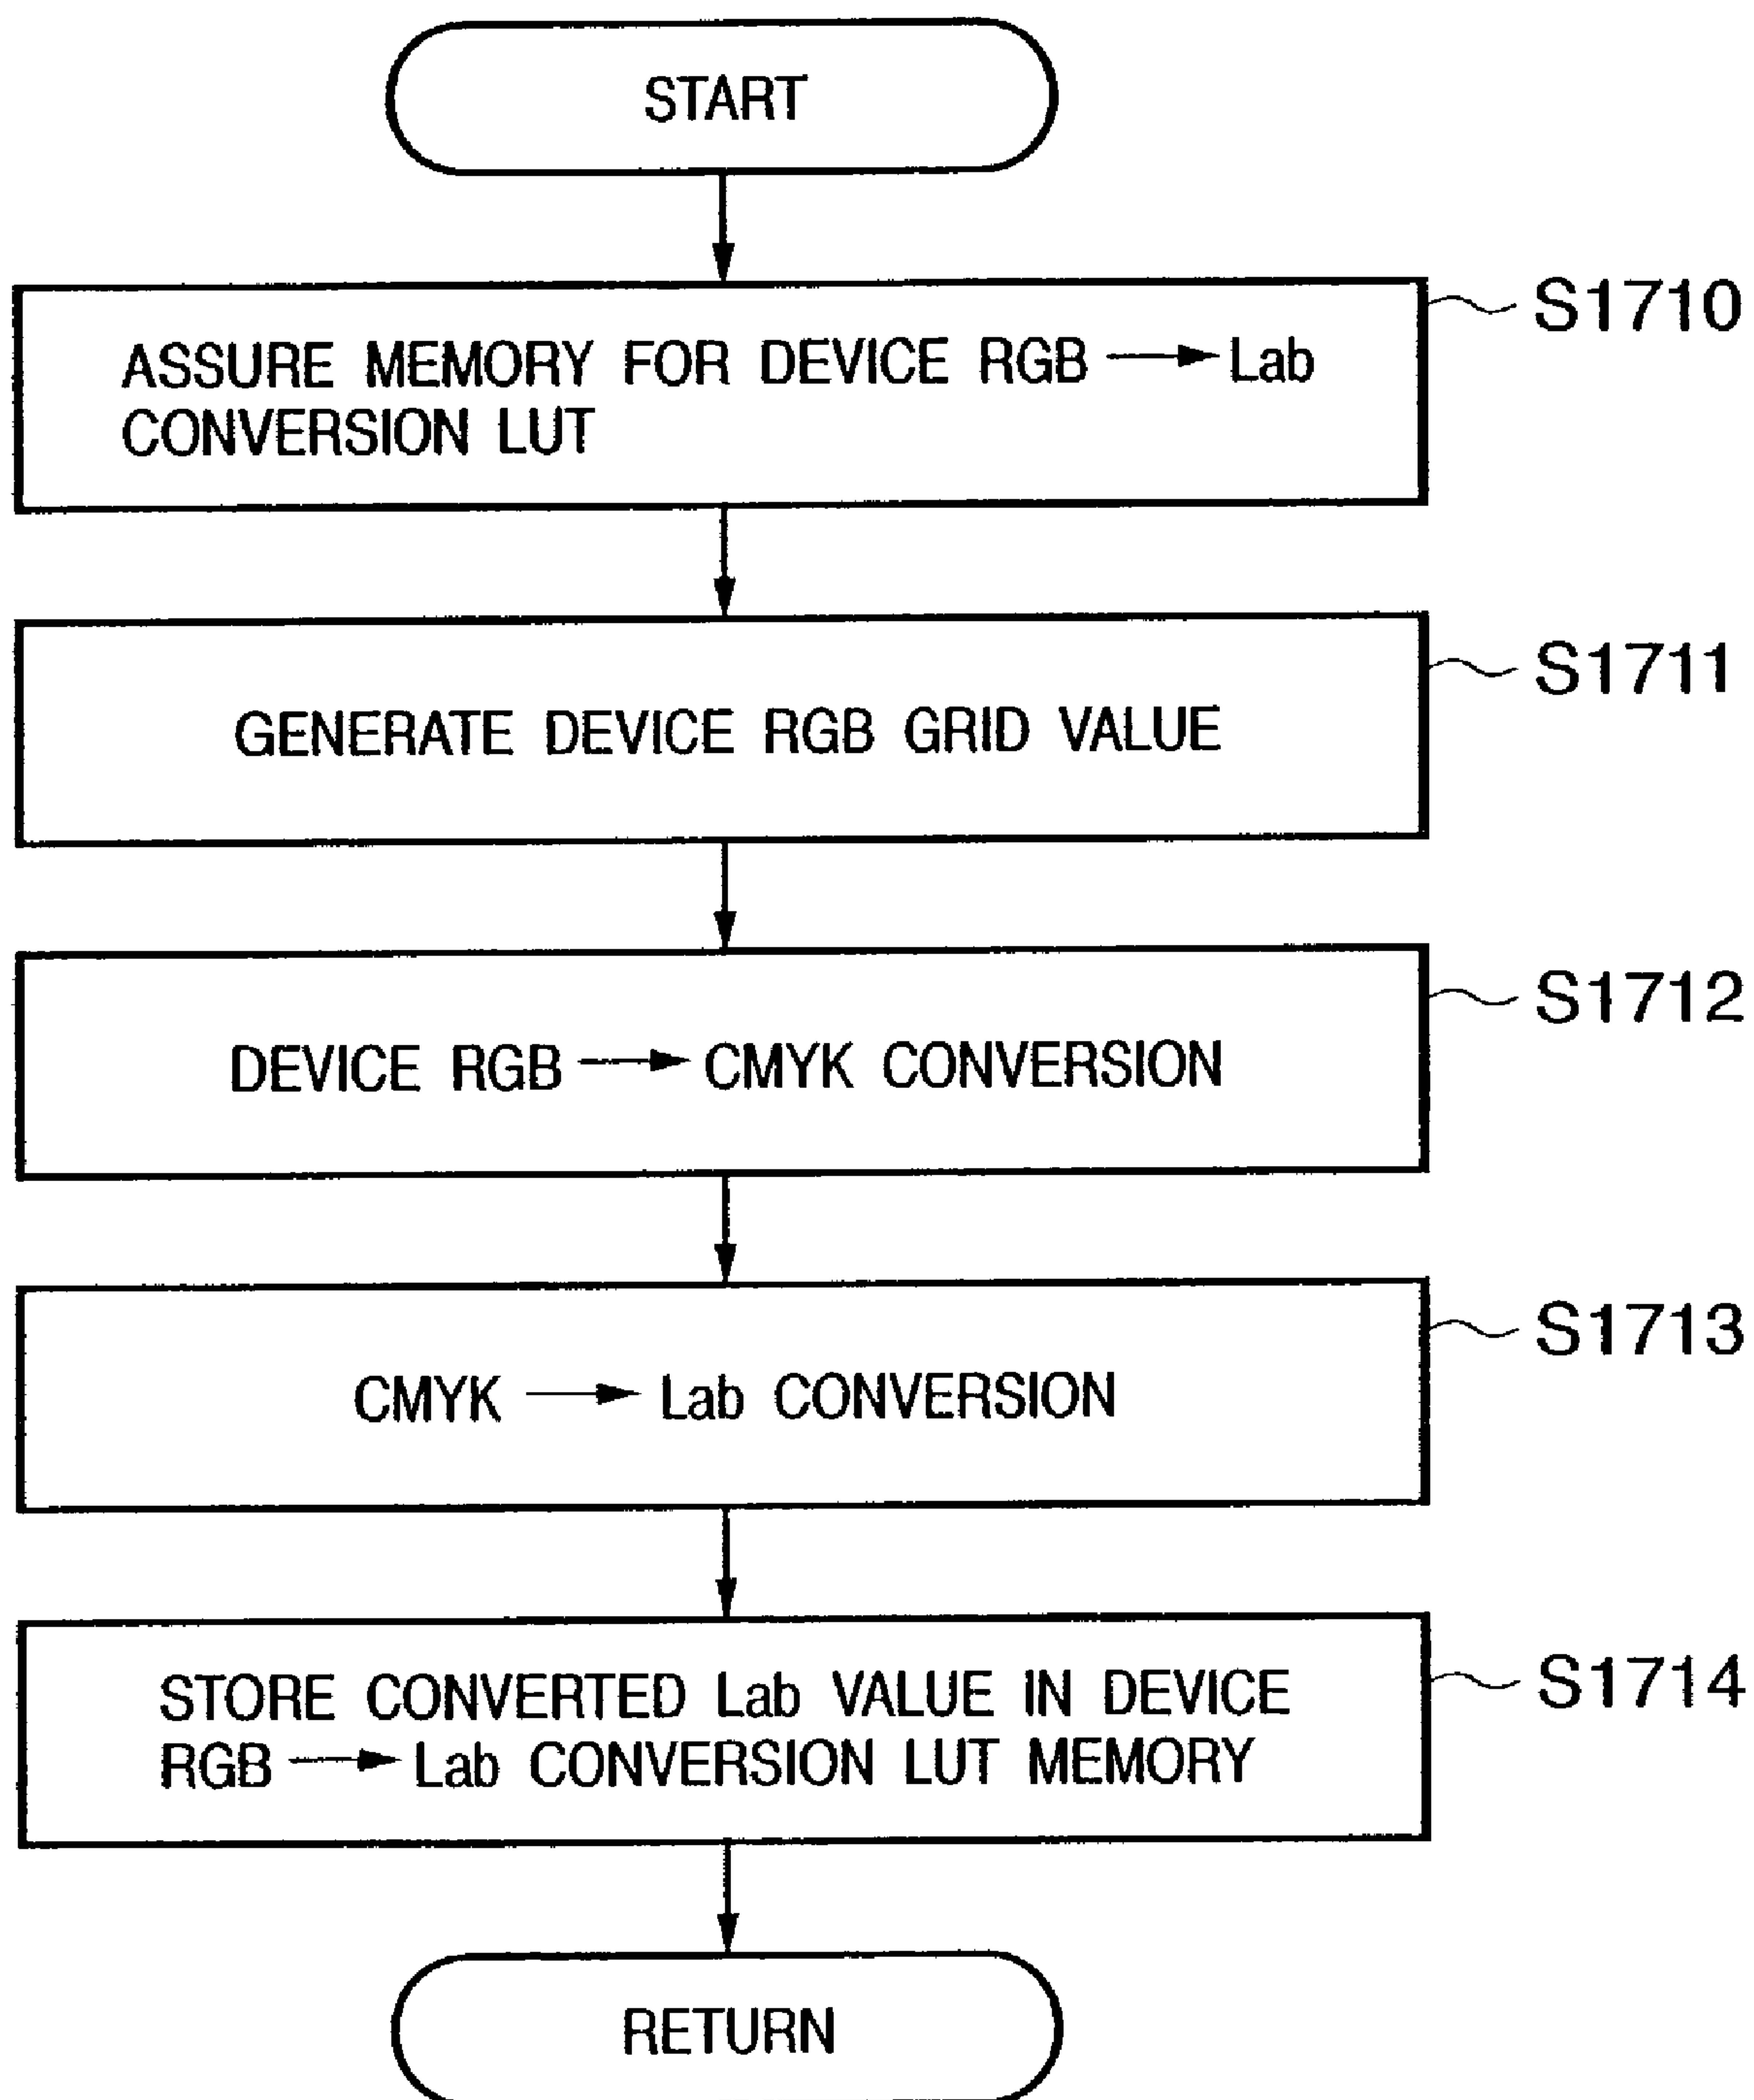 START
ASSURE MEMORY FOR DEVICE RGB → Lab
CONVERSION LUT
S1710
GENERATE DEVICE RGB GRID VALUE
S1711
DEVICE RGB → CMYK CONVERSION
S1712
CMYK → Lab CONVERSION
S1713
STORE CONVERTED Lab VALUE IN DEVICE
RGB → Lab CONVERSION LUT MEMORY
S1714
RETURN